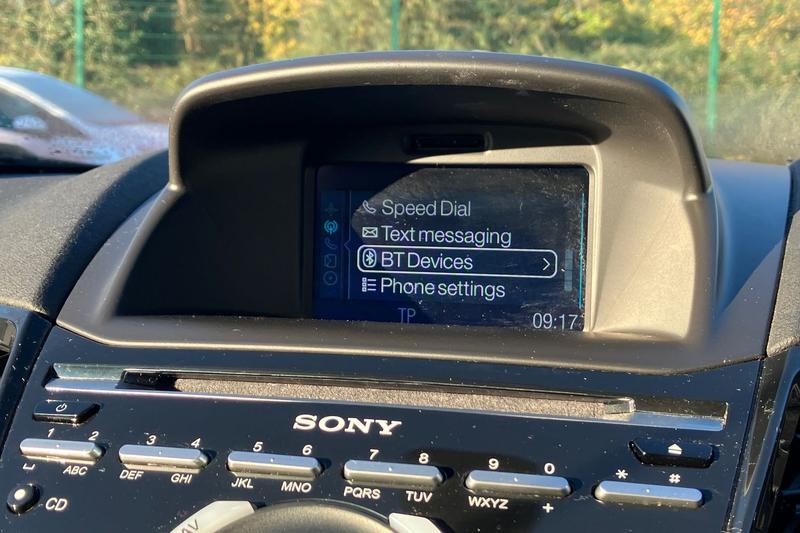 Speed Dial
Text messaging
BT Devices
Phone settings
TP 09:17
SONY
1 2 3 4 5 6 7 8 9 0 * #
ABC DEF GHI JKL MNO PQRS TUV WXYZ +
CD
AV